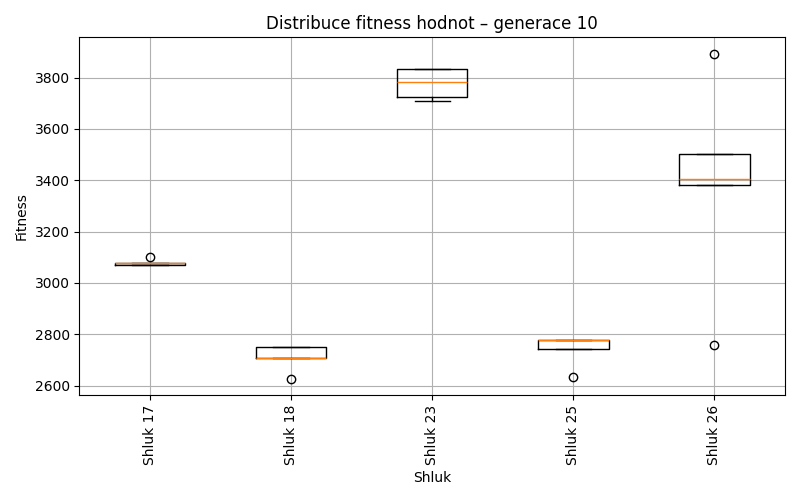 Distribuce fitness hodnot – generace 10
Fitness
3800
3600
3400
3200
3000
2800
2600
Shluk 17
Shluk 18
Shluk 23
Shluk 25
Shluk 26
Shluk